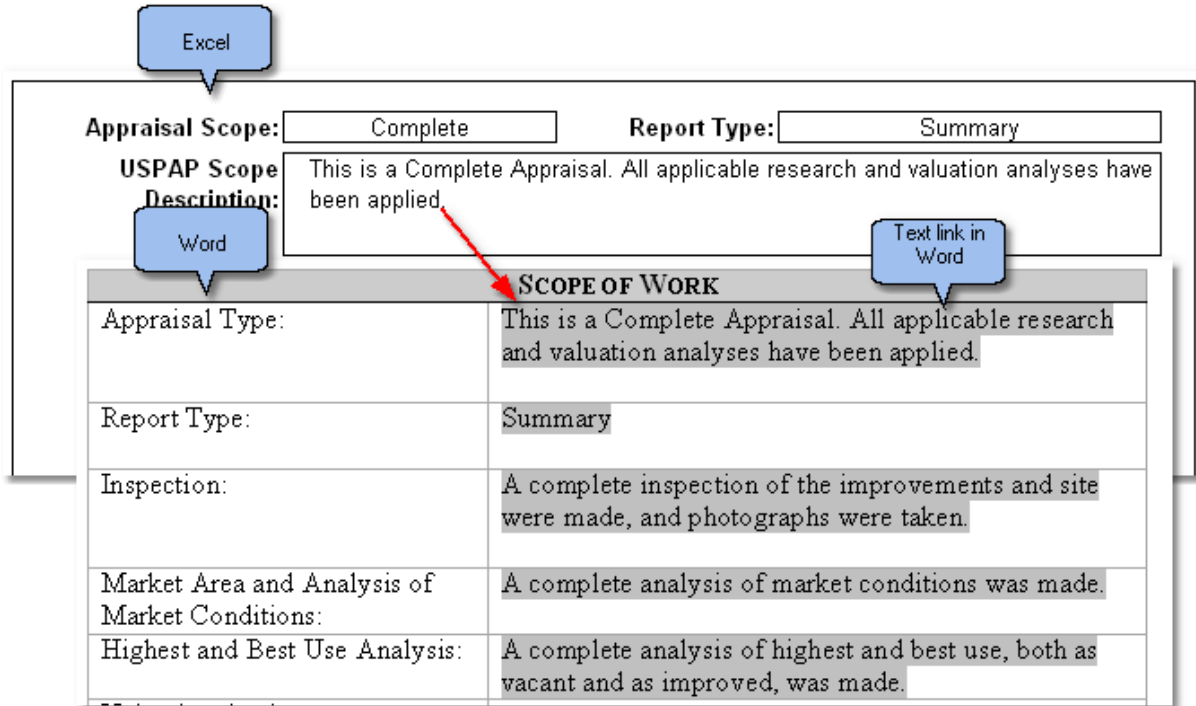 Excel
Appraisal Scope: Complete Report Type: Summary
USPAP Scope Description: This is a Complete Appraisal. All applicable research and valuation analyses have
been applied.
Word
Text link in
Word
SCOPE OF WORK
Appraisal Type: This is a Complete Appraisal. All applicable research
and valuation analyses have been applied.
Report Type: Summary
Inspection: A complete inspection of the improvements and site
were made, and photographs were taken.
Market Area and Analysis of A complete analysis of market conditions was made.
Market Conditions:
Highest and Best Use Analysis: A complete analysis of highest and best use, both as
vacant and as improved, was made.